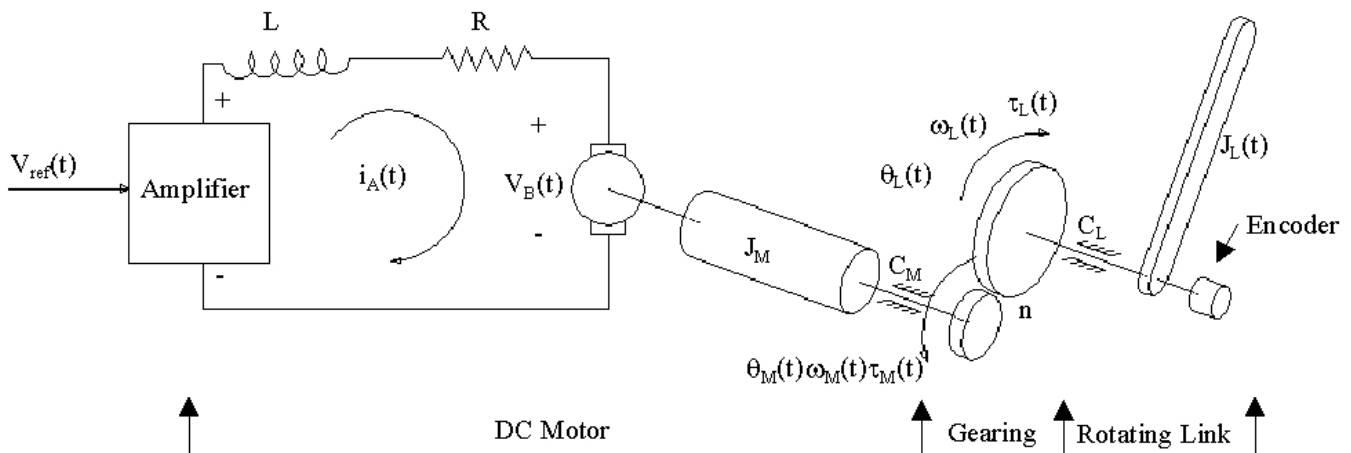 L
R
+
+
V_ref(t)
Amplifier
i_A(t)
V_B(t)
-
-
J_M
C_M
θ_M(t)ω_M(t)τ_M(t)
τ_L(t)
ω_L(t)
θ_L(t)
n
C_L
J_L(t)
Encoder
DC Motor
Gearing
Rotating Link